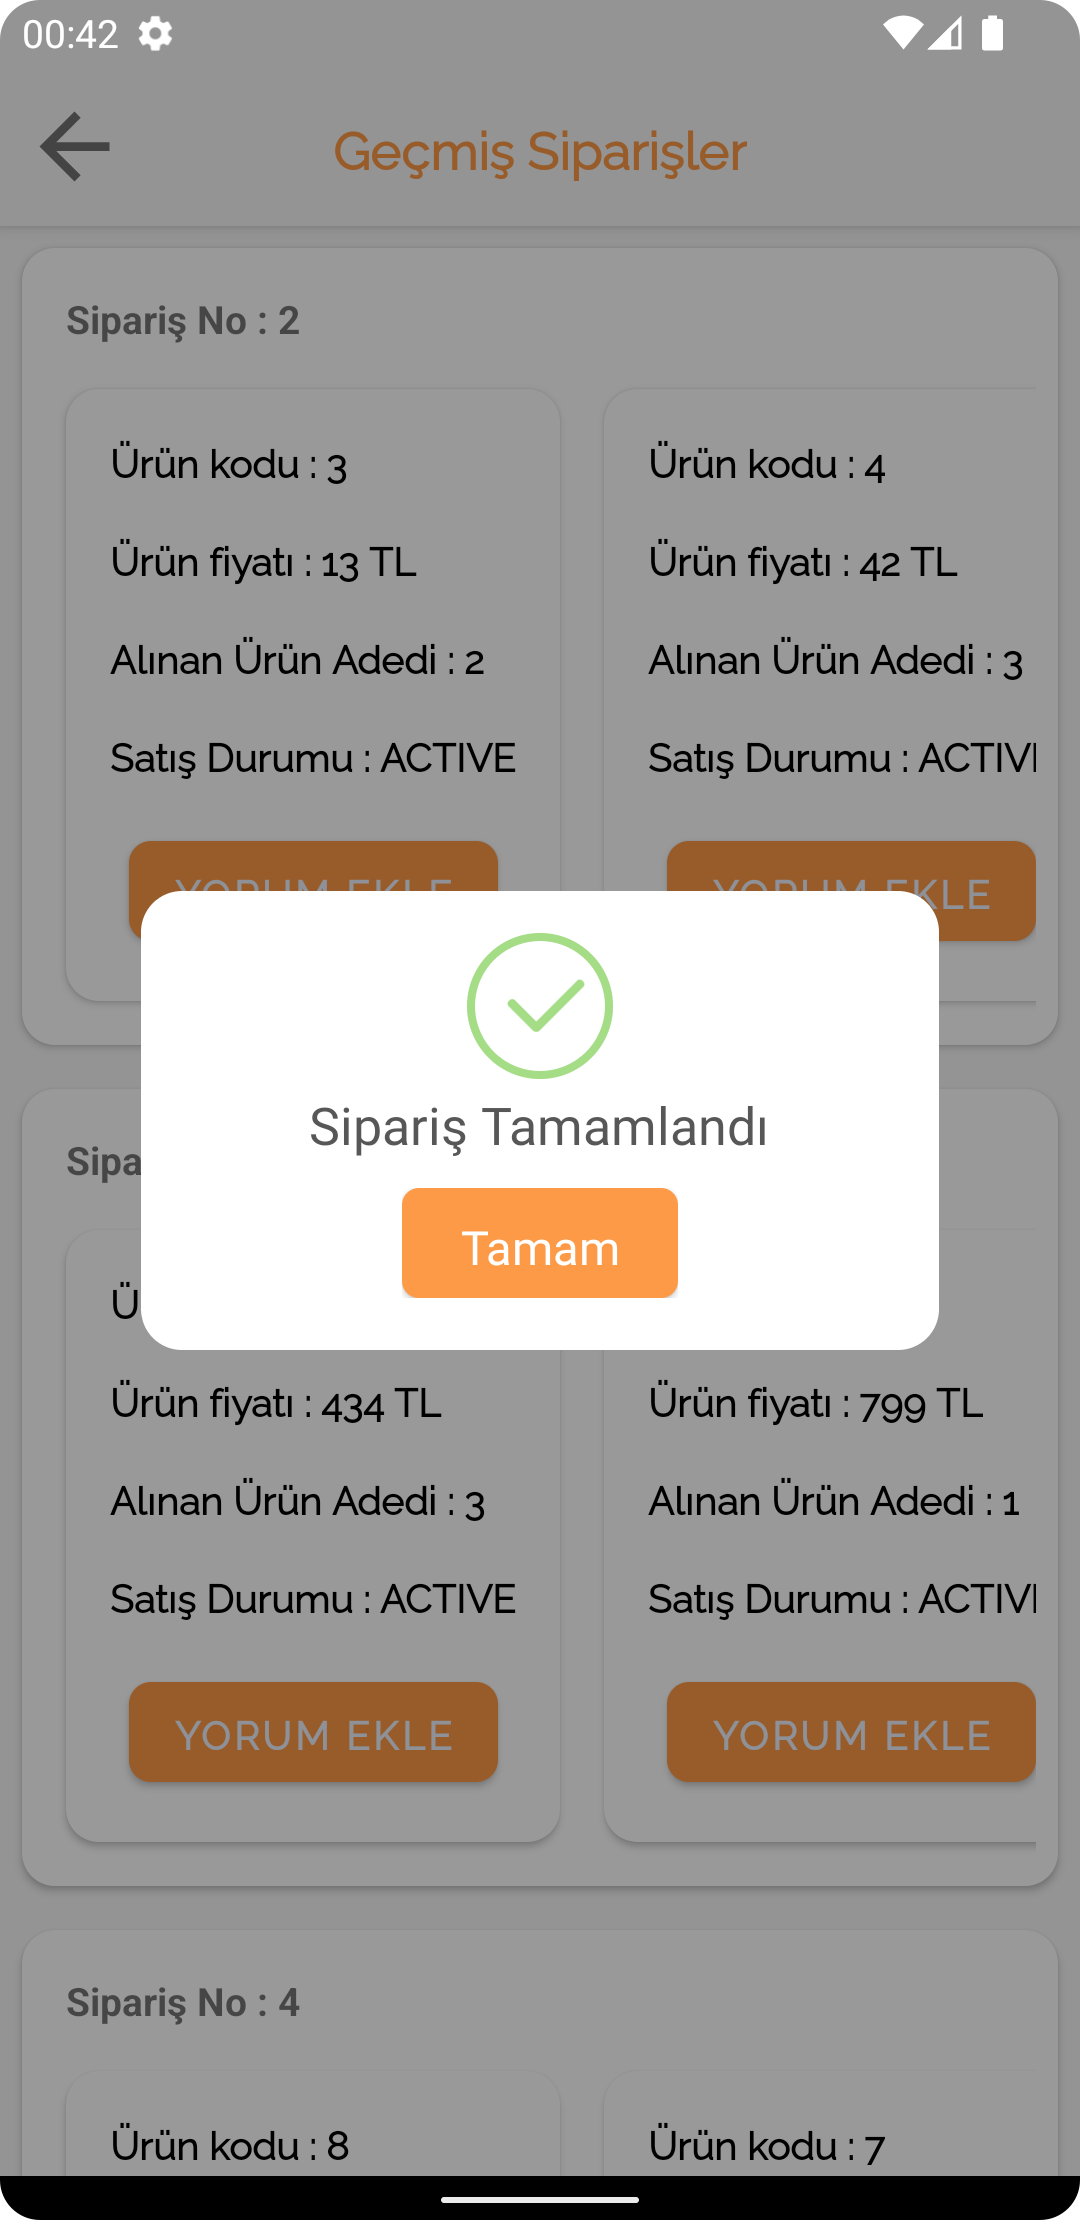 00:42
Geçmiş Siparişler
Sipariş No : 2
Ürün kodu : 3
Ürün fiyatı : 13 TL
Alınan Ürün Adedi : 2
Satış Durumu : ACTIVE
YORUM EKLE
Ürün kodu : 4
Ürün fiyatı : 42 TL
Alınan Ürün Adedi : 3
Satış Durumu : ACTIV
YORUM EKLE
Sipariş Tamamlandı
Tamam
Sipa
Ü
Ürün fiyatı : 434 TL
Alınan Ürün Adedi : 3
Satış Durumu : ACTIVE
YORUM EKLE
Ürün fiyatı : 799 TL
Alınan Ürün Adedi : 1
Satış Durumu : ACTIV
YORUM EKLE
Sipariş No : 4
Ürün kodu : 8
Ürün kodu : 7